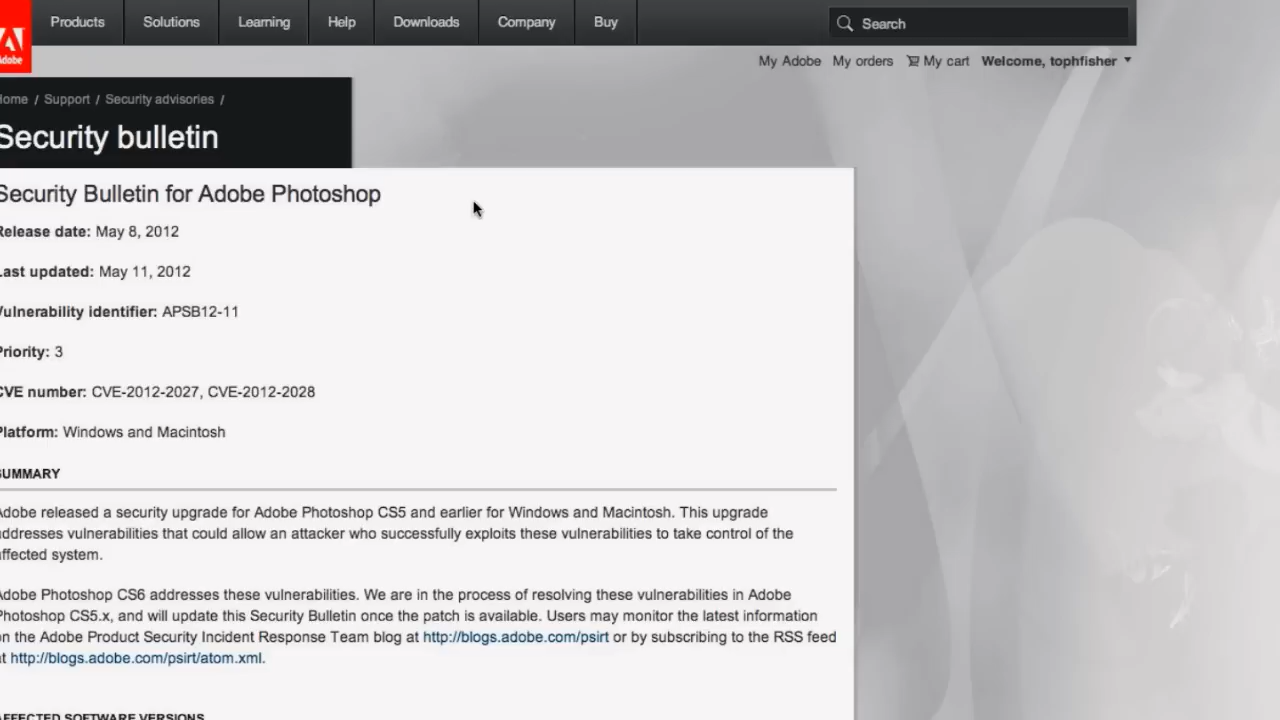 Products Solutions Learning Help Downloads Company Buy Search
Adobe
My Adobe My orders My cart Welcome, tophfisher
Home / Support / Security advisories /
Security bulletin
Security Bulletin for Adobe Photoshop
Release date: May 8, 2012
Last updated: May 11, 2012
Vulnerability identifier: APSB12-11
Priority: 3
CVE number: CVE-2012-2027, CVE-2012-2028
Platform: Windows and Macintosh
SUMMARY
Adobe released a security upgrade for Adobe Photoshop CS5 and earlier for Windows and Macintosh. This upgrade
addresses vulnerabilities that could allow an attacker who successfully exploits these vulnerabilities to take control of the
affected system.
Adobe Photoshop CS6 addresses these vulnerabilities. We are in the process of resolving these vulnerabilities in Adobe
Photoshop CS5.x, and will update this Security Bulletin once the patch is available. Users may monitor the latest information
on the Adobe Product Security Incident Response Team blog at http://blogs.adobe.com/psirt or by subscribing to the RSS feed
at http://blogs.adobe.com/psirt/atom.xml.
AFFECTED SOFTWARE VERSIONS